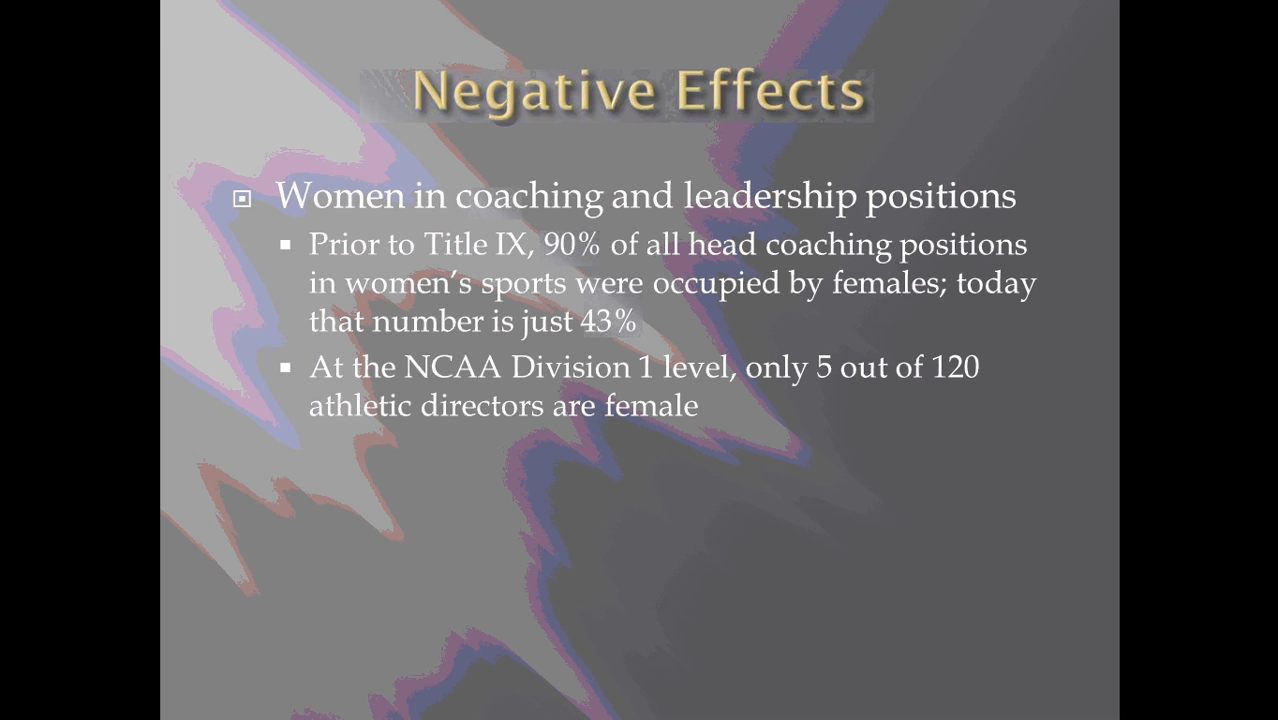 Negative Effects
Women in coaching and leadership positions
Prior to Title IX, 90% of all head coaching positions
in women’s sports were occupied by females; today
that number is just 43%
At the NCAA Division 1 level, only 5 out of 120
athletic directors are female